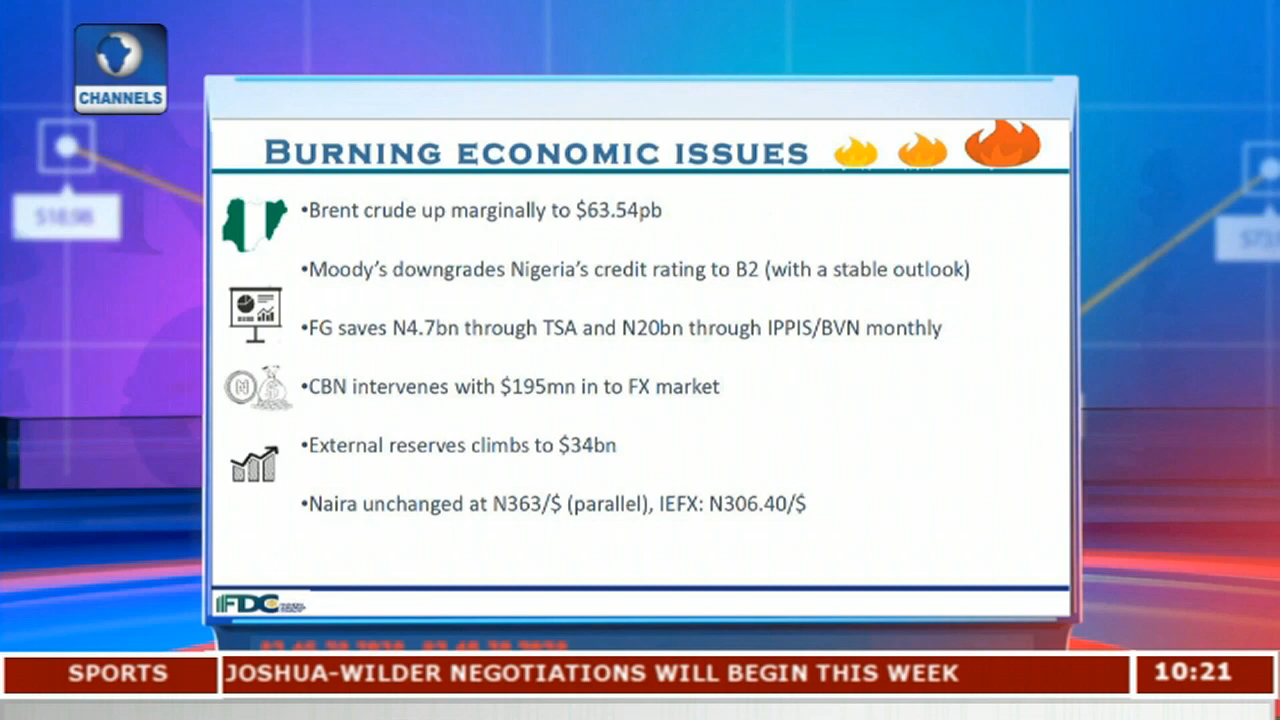 CHANNELS
BURNING ECONOMIC ISSUES
•Brent crude up marginally to $63.54pb
•Moody's downgrades Nigeria's credit rating to B2 (with a stable outlook)
•FG saves N4.7bn through TSA and N20bn through IPPIS/BVN monthly
•CBN intervenes with $195mn in to FX market
•External reserves climbs to $34bn
•Naira unchanged at N363/$ (parallel), IEFX: N306.40/$
FDC
SPORTS JOSHUA-WILDER NEGOTIATIONS WILL BEGIN THIS WEEK 10:21